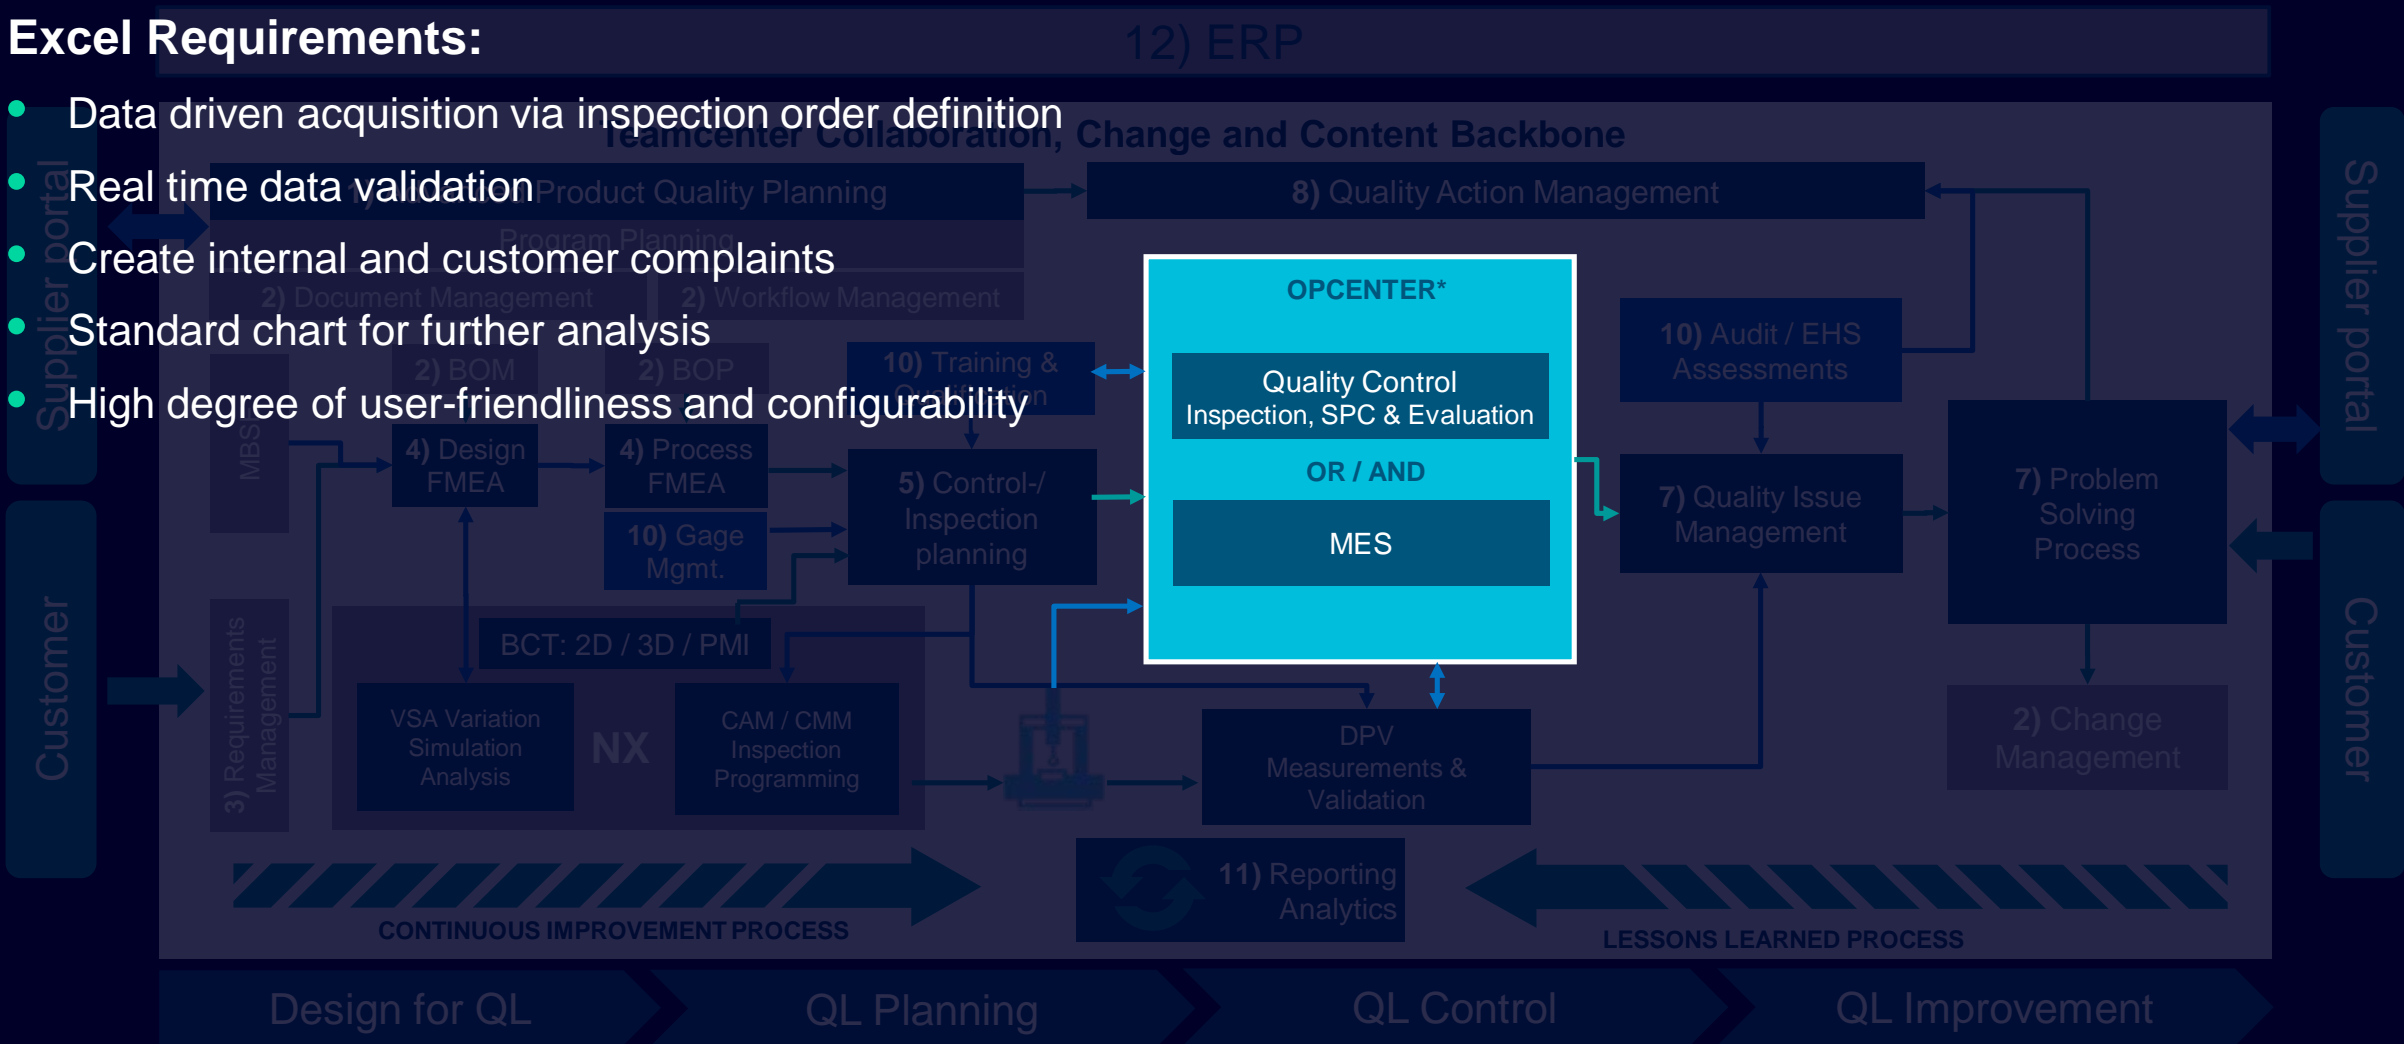 Excel Requirements:
12) ERP
• Data driven acquisition via inspection order definition
• Real time data validation
• Create internal and customer complaints
• Standard chart for further analysis
• High degree of user-friendliness and configurability
Teamcenter Collaboration, Change and Content Backbone
Supplier portal
Customer
1) Advanced Product Quality Planning
Program Planning
2) Document Management
2) Workflow Management
8) Quality Action Management
MBSE
3) Requirements
Management
2) BOM
2) BOP
4) Design
FMEA
4) Process
FMEA
10) Gage
Mgmt.
10) Training &
Qualification
5) Control-/
Inspection
planning
BCT: 2D / 3D / PMI
VSA Variation
Simulation
Analysis
NX
CAM / CMM
Inspection
Programming
OPCENTER*
Quality Control
Inspection, SPC & Evaluation
OR / AND
MES
DPV
Measurements &
Validation
10) Audit / EHS
Assessments
7) Quality Issue
Management
7) Problem
Solving
Process
2) Change
Management
Supplier portal
Customer
CONTINUOUS IMPROVEMENT PROCESS
11) Reporting
Analytics
LESSONS LEARNED PROCESS
Design for QL
QL Planning
QL Control
QL Improvement